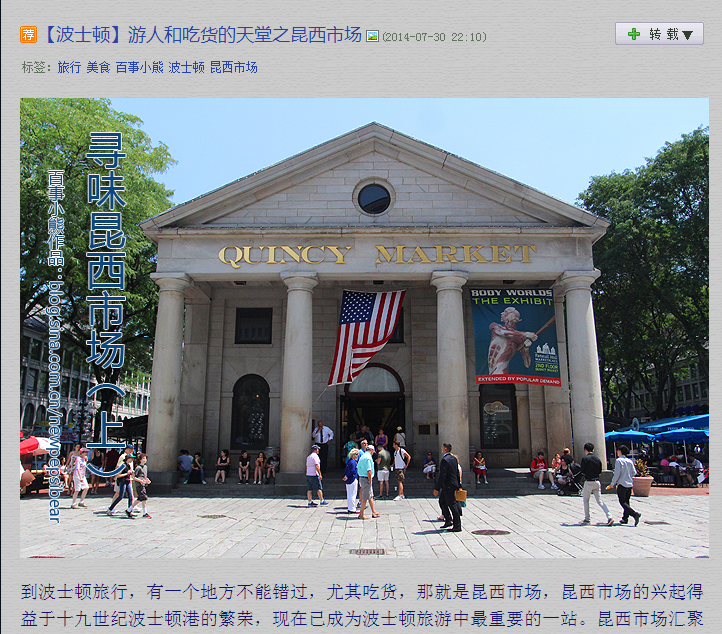 荐 【波士顿】游人和吃货的天堂之昆西市场 (2014-07-30 22:10)
转载▼
标签: 旅行 美食 百事小熊 波士顿 昆西市场
寻味昆西市场（上）
百事小熊作品：blog.sina.com.cn/newpepsibear
QUINCY MARKET
BODY WORLDS
THE EXHIBIT
FANEUIL HALL
MARKETPLACE
2ND FLOOR
EXTENDED BY POPULAR DEMAND
到波士顿旅行，有一个地方不能错过，尤其吃货，那就是昆西市场，昆西市场的兴起得
益于十九世纪波士顿港的繁荣，现在已成为波士顿旅游中最重要的一站。昆西市场汇聚